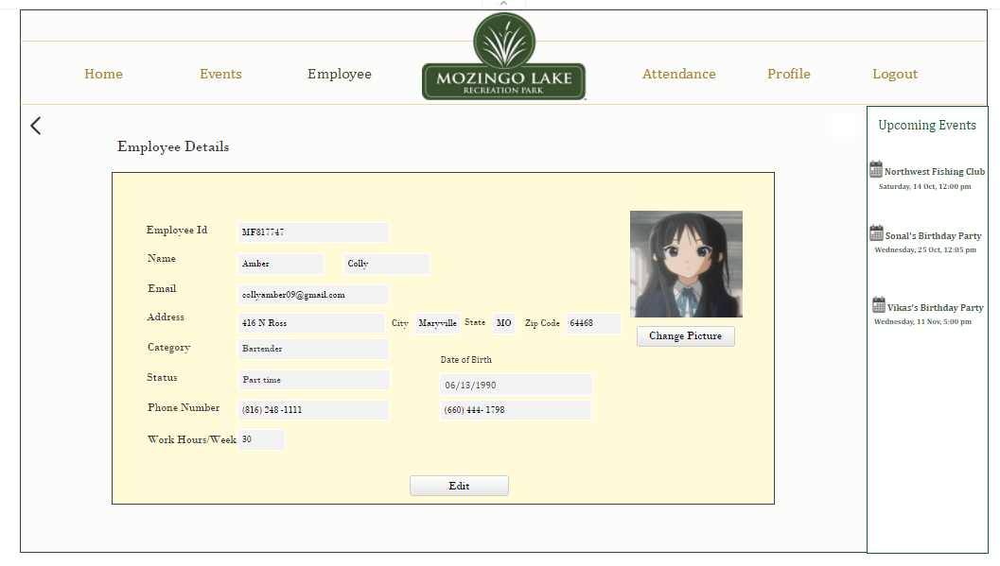 Home Events Employee Attendance Profile Logout
MOZINGO LAKE
RECREATION PARK
Employee Details
Employee Id MF817747
Name Amber Colly
Email collyamber09@gmail.com
Address 416 N Ross City Maryville State MO Zip Code 64468
Change Picture
Category Bartender
Date of Birth
Status Part time 06/13/1990
Phone Number (816) 248 -1111 (660) 444- 1798
Work Hours/Week 30
Edit
Upcoming Events
Northwest Fishing Club
Saturday, 14 Oct, 12:00 pm
Sonal's Birthday Party
Wednesday, 25 Oct, 12:05 pm
Vikas's Birthday Party
Wednesday, 11 Nov, 5:00 pm